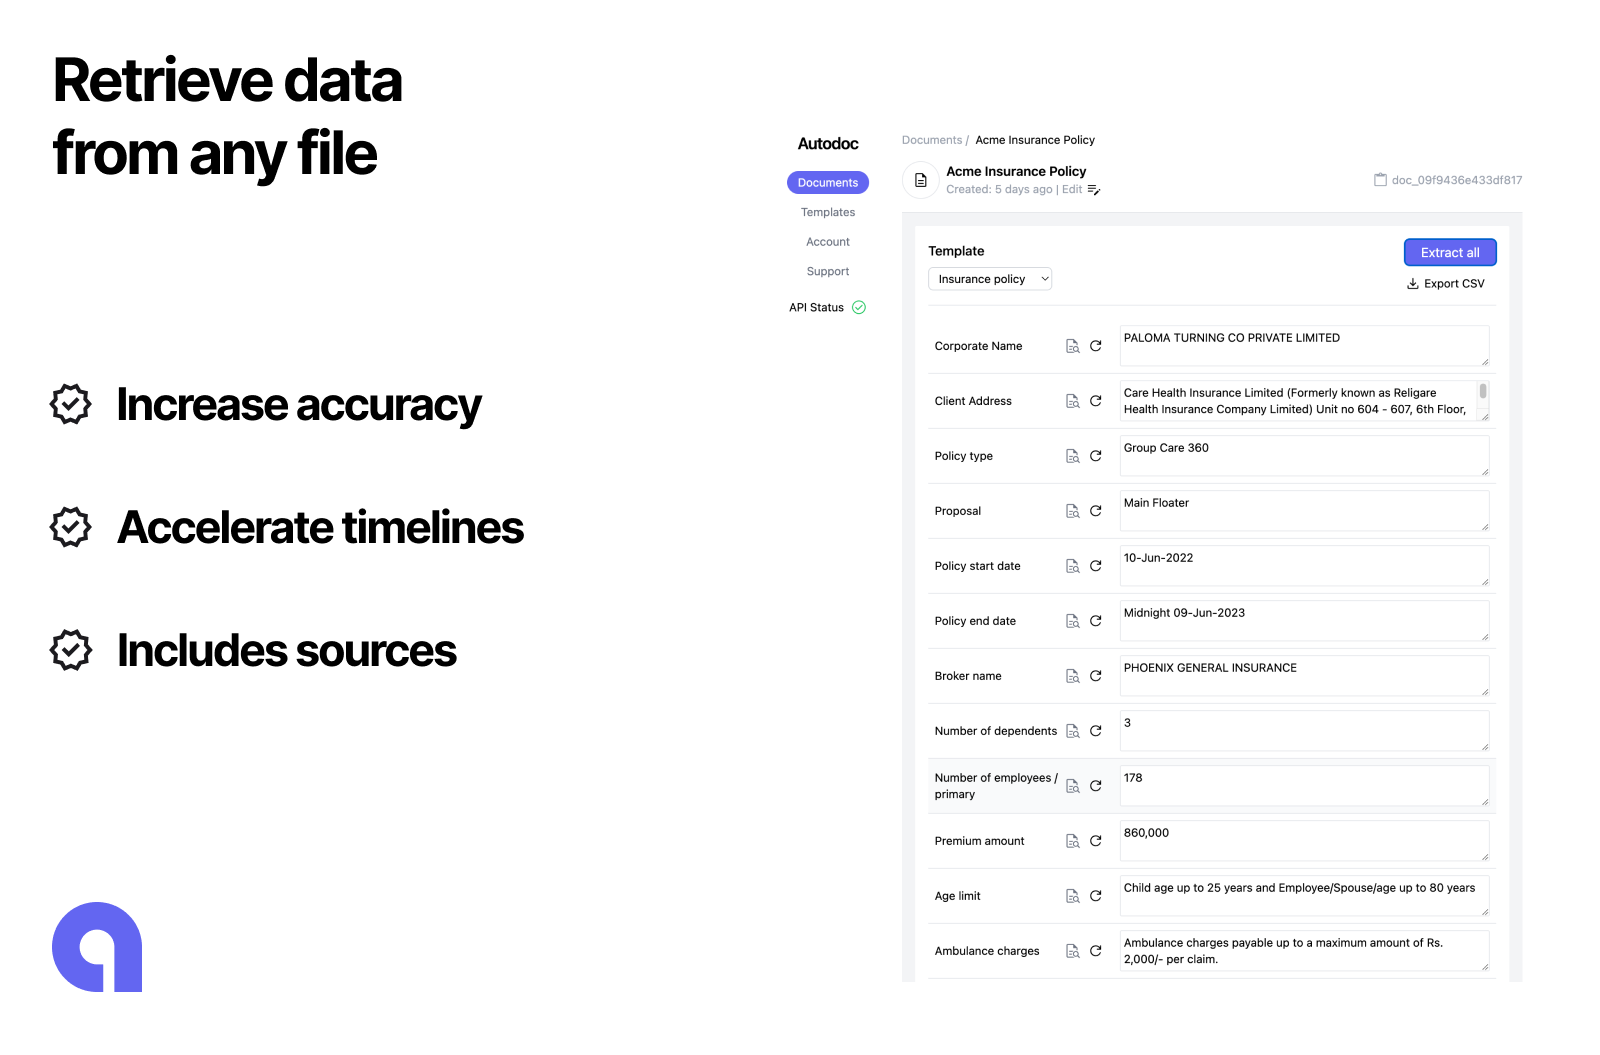 Retrieve data
from any file
Increase accuracy
Accelerate timelines
Includes sources
Autodoc
Documents
Templates
Account
Support
API Status
Documents / Acme Insurance Policy
Acme Insurance Policy
Created: 5 days ago | Edit
doc_09f9436e433df817
Template
Extract all
Insurance policy
Export CSV
Corporate Name
PALOMA TURNING CO PRIVATE LIMITED
Client Address
Care Health Insurance Limited (Formerly known as Religare
Health Insurance Company Limited) Unit no 604 - 607, 6th Floor,
Policy type
Group Care 360
Proposal
Main Floater
Policy start date
10-Jun-2022
Policy end date
Midnight 09-Jun-2023
Broker name
PHOENIX GENERAL INSURANCE
Number of dependents
3
Number of employees /
primary
178
Premium amount
860,000
Age limit
Child age up to 25 years and Employee/Spouse/age up to 80 years
Ambulance charges
Ambulance charges payable up to a maximum amount of Rs.
2,000/- per claim.